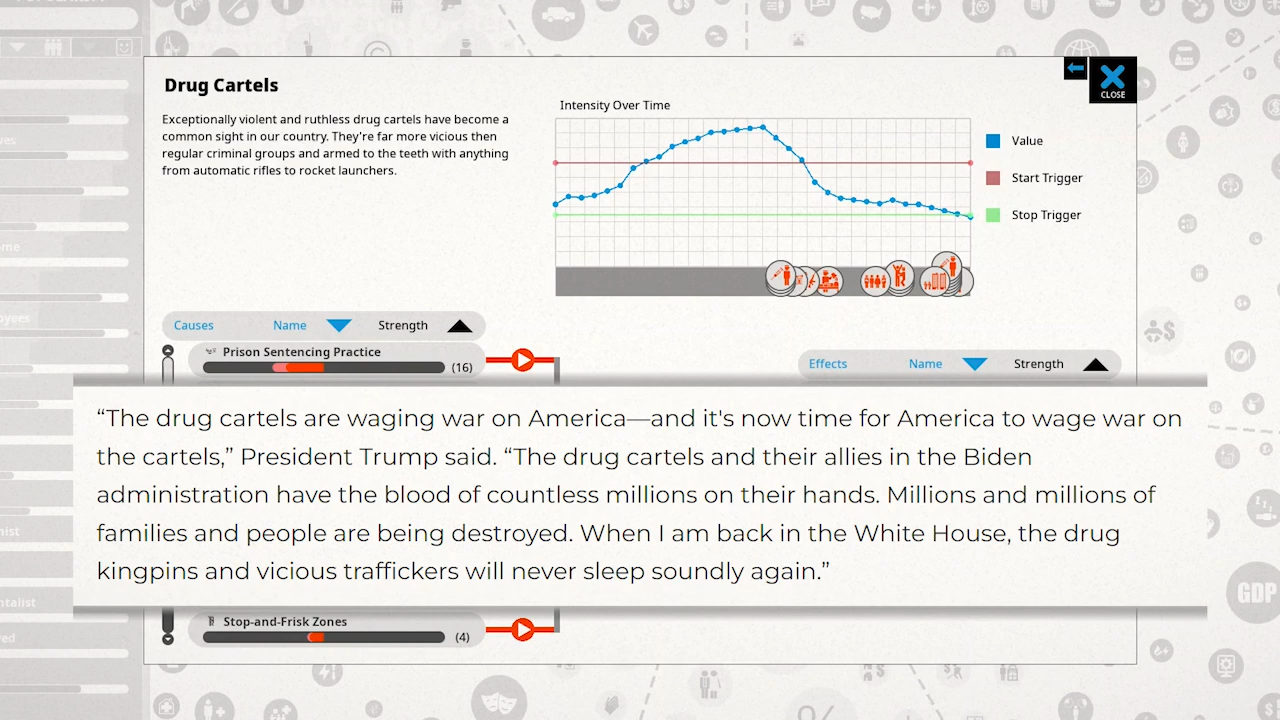 Drug Cartels
Exceptionally violent and ruthless drug cartels have become a
common sight in our country. They're far more vicious then
regular criminal groups and armed to the teeth with anything
from automatic rifles to rocket launchers.
Intensity Over Time
CLOSE
Value
Start Trigger
Stop Trigger
Causes Name Strength
Prison Sentencing Practice
(16)
Effects Name Strength
“The drug cartels are waging war on America—and it's now time for America to wage war on
the cartels,” President Trump said. “The drug cartels and their allies in the Biden
administration have the blood of countless millions on their hands. Millions and millions of
families and people are being destroyed. When I am back in the White House, the drug
kingpins and vicious traffickers will never sleep soundly again.”
Stop-and-Frisk Zones
(4)
GDP